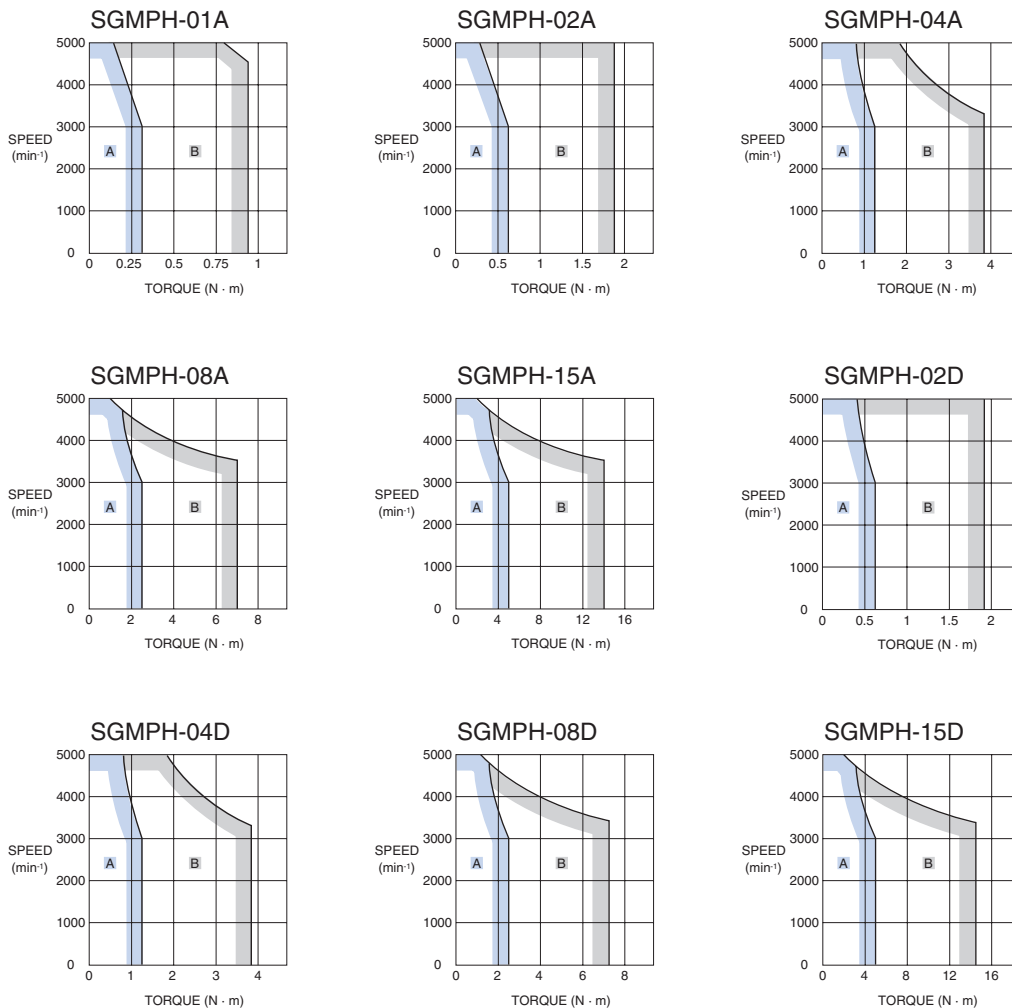 SGMPH-01A
5000
4000
3000
2000
1000
0
SPEED
(min-1)
A
B
0 0.25 0.5 0.75 1
TORQUE (N · m)
SGMPH-02A
5000
4000
3000
2000
1000
0
SPEED
(min-1)
A
B
0 0.5 1 1.5 2
TORQUE (N · m)
SGMPH-04A
5000
4000
3000
2000
1000
0
SPEED
(min-1)
A
B
0 1 2 3 4
TORQUE (N · m)
SGMPH-08A
5000
4000
3000
2000
1000
0
SPEED
(min-1)
A
B
0 2 4 6 8
TORQUE (N · m)
SGMPH-15A
5000
4000
3000
2000
1000
0
SPEED
(min-1)
A
B
0 4 8 12 16
TORQUE (N · m)
SGMPH-02D
5000
4000
3000
2000
1000
0
SPEED
(min-1)
A
B
0 0.5 1 1.5 2
TORQUE (N · m)
SGMPH-04D
5000
4000
3000
2000
1000
0
SPEED
(min-1)
A
B
0 1 2 3 4
TORQUE (N · m)
SGMPH-08D
5000
4000
3000
2000
1000
0
SPEED
(min-1)
A
B
0 2 4 6 8
TORQUE (N · m)
SGMPH-15D
5000
4000
3000
2000
1000
0
SPEED
(min-1)
A
B
0 4 8 12 16
TORQUE (N · m)